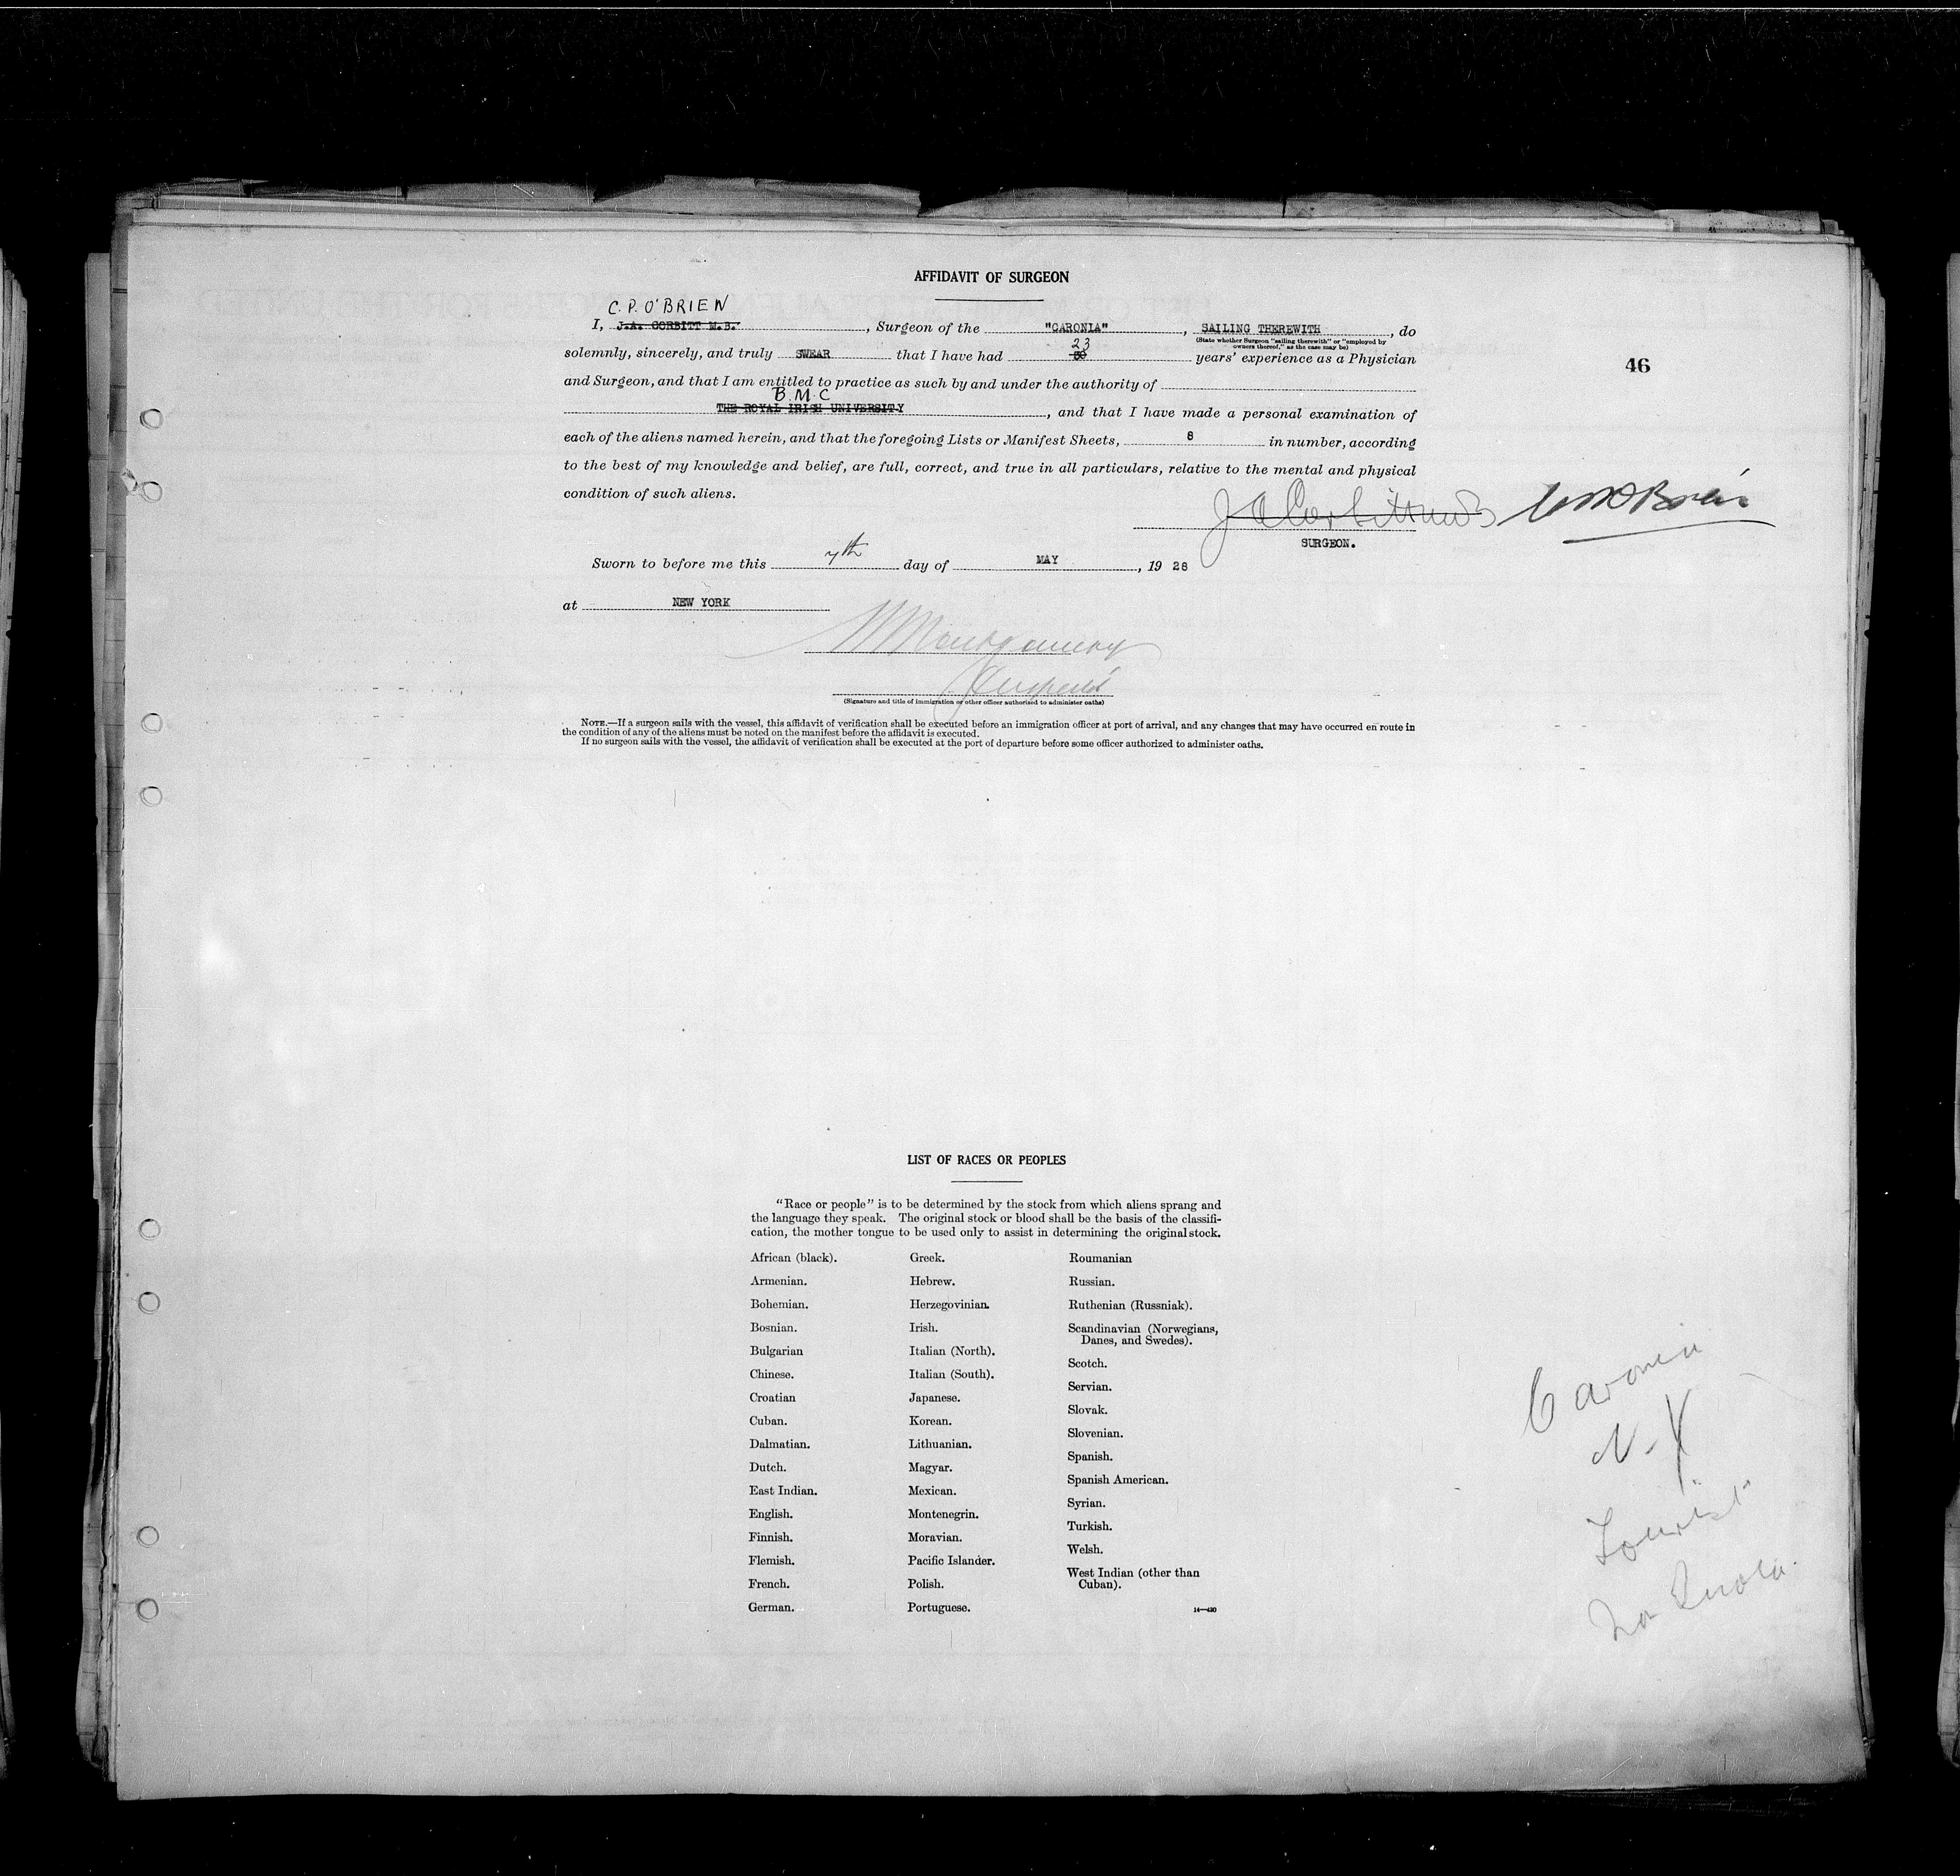 AFFIDAVIT OF SURGEON
C. P. O'BRIEN
I, J.A. CORBITT M.B. , Surgeon of the "CARONIA" , SAILING THEREWITH , do
(State whether Surgeon "sailing therewith" or "employed by
owners thereof," as the case may be)
23
solemnly, sincerely, and truly SWEAR that I have had 30 years' experience as a Physician
46
and Surgeon, and that I am entitled to practice as such by and under the authority of
B.M.C
THE ROYAL IRISH UNIVERSITY , and that I have made a personal examination of
each of the aliens named herein, and that the foregoing Lists or Manifest Sheets, 8 in number, according
to the best of my knowledge and belief, are full, correct, and true in all particulars, relative to the mental and physical
condition of such aliens.
J A Corbitt M.B O'Brien
SURGEON.
Sworn to before me this 7th day of MAY , 19 28
at NEW YORK
Montgomery
(Signature and title of immigration or other officer authorized to administer oaths)
NOTE.—If a surgeon sails with the vessel, this affidavit of verification shall be executed before an immigration officer at port of arrival, and any changes that may have occurred en route in
the condition of any of the aliens must be noted on the manifest before the affidavit is executed.
If no surgeon sails with the vessel, the affidavit of verification shall be executed at the port of departure before some officer authorized to administer oaths.
LIST OF RACES OR PEOPLES
"Race or people" is to be determined by the stock from which aliens sprang and
the language they speak. The original stock or blood shall be the basis of the classifi-
cation, the mother tongue to be used only to assist in determining the original stock.
African (black).
Armenian.
Bohemian.
Bosnian.
Bulgarian
Chinese.
Croatian
Cuban.
Dalmatian.
Dutch.
East Indian.
English.
Finnish.
Flemish.
French.
German.
Greek.
Hebrew.
Herzegovinian.
Irish.
Italian (North).
Italian (South).
Japanese.
Korean.
Lithuanian.
Magyar.
Mexican.
Montenegrin.
Moravian.
Pacific Islander.
Polish.
Portuguese.
Roumanian
Russian.
Ruthenian (Russniak).
Scandinavian (Norwegians,
Danes, and Swedes).
Scotch.
Servian.
Slovak.
Slovenian.
Spanish.
Spanish American.
Syrian.
Turkish.
Welsh.
West Indian (other than
Cuban).
14—420
Caronia
N-Y
Tourist
Non Quota.